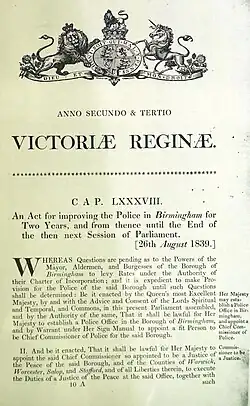 DIEU ET MON DROIT
ANNO SECUNDO & TERTIO
VICTORIÆ REGINÆ.
CAP. LXXXVIII.
An Act for improving the Police in Birmingham for
Two Years, and from thence until the End of
the then next Session of Parliament.
[26th August 1839.]
WHEREAS Questions are pending as to the Powers of the
Mayor, Aldermen, and Burgesses of the Borough of
Birmingham to levy Rates under the Authority of
their Charter of Incorporation; and it is expedient to make Pro-
vision for the Police of the said Borough until such Questions
shall be determined: Be it enacted by the Queen's most Excellent
Majesty, by and with the Advice and Consent of the Lords Spiritual
and Temporal, and Commons, in this present Parliament assembled,
and by the Authority of the same, That it shall be lawful for Her
Majesty to establish a Police Office in the Borough of Birmingham,
and by Warrant under Her Sign Manual to appoint a fit Person to
be Chief Commissioner of Police for the said Borough.
Her Majesty
may esta-
blish a Police
Office in Bir-
mingham,
and appoint a
Chief Com-
missioner of
Police.
II. And be it enacted, That it shall be lawful for Her Majesty to
appoint the said Chief Commissioner to be a Justice of
the Peace of the said Borough, and of the Counties of Warwick,
Worcester, Salop, and Stafford, and of all Liberties therein, to execute
the Duties of a Justice of the Peace at the said Office, together with
Commis-
sioner to be
a Justice.
10 A such